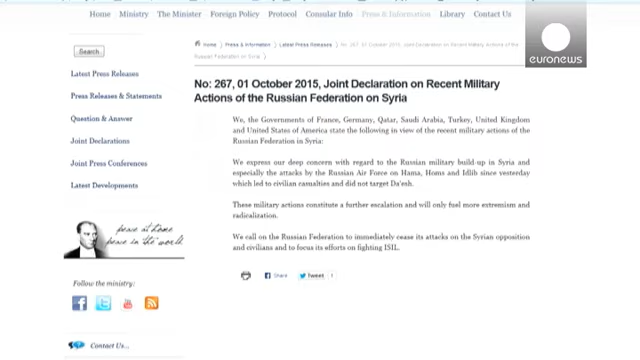 Home Ministry The Minister Foreign Policy Protocol Consular Info Press & Information Library Contact Us
euronews
Search
Home ❭ Press & Information ❭ Latest Press Releases ❭ No: 267, 01 October 2015, Joint Declaration on Recent Military Actions of the
Russian Federation on Syria ❭
Latest Press Releases
Press Releases & Statements
Question & Answer
Joint Declarations
Joint Press Conferences
Latest Developments
peace at home
peace in the world
Follow the ministry:
Contact Us...
No: 267, 01 October 2015, Joint Declaration on Recent Military
Actions of the Russian Federation on Syria
We, the Governments of France, Germany, Qatar, Saudi Arabia, Turkey, United Kingdom
and United States of America state the following in view of the recent military actions of the
Russian Federation in Syria:
We express our deep concern with regard to the Russian military build up in Syria and
especially the attacks by the Russian Air Force on Hama, Homs and Idlib since yesterday
which led to civilian casualties and did not target Da'esh.
These military actions constitute a further escalation and will only fuel more extremism and
radicalization.
We call on the Russian Federation to immediately cease its attacks on the Syrian opposition
and civilians and to focus its efforts on fighting ISIL.
Share Tweet 1